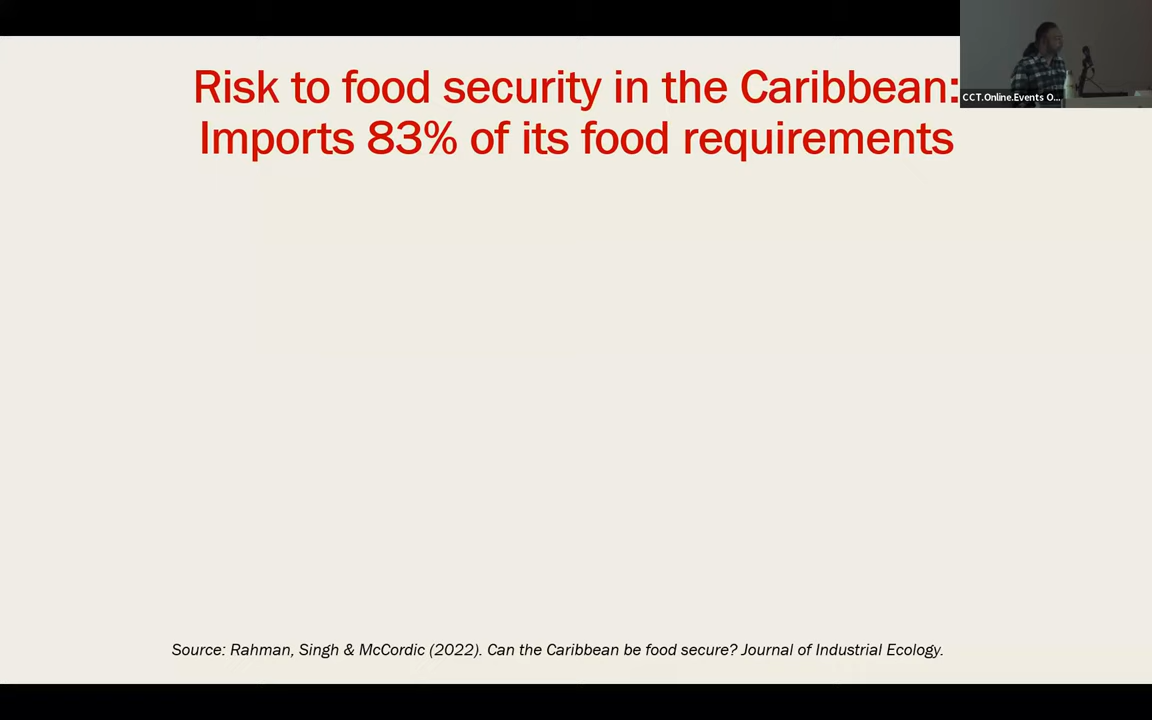 Risk to food security in the Caribbean:
Imports 83% of its food requirements
CCT.Online.Events O...
Source: Rahman, Singh & McCordic (2022). Can the Caribbean be food secure? Journal of Industrial Ecology.